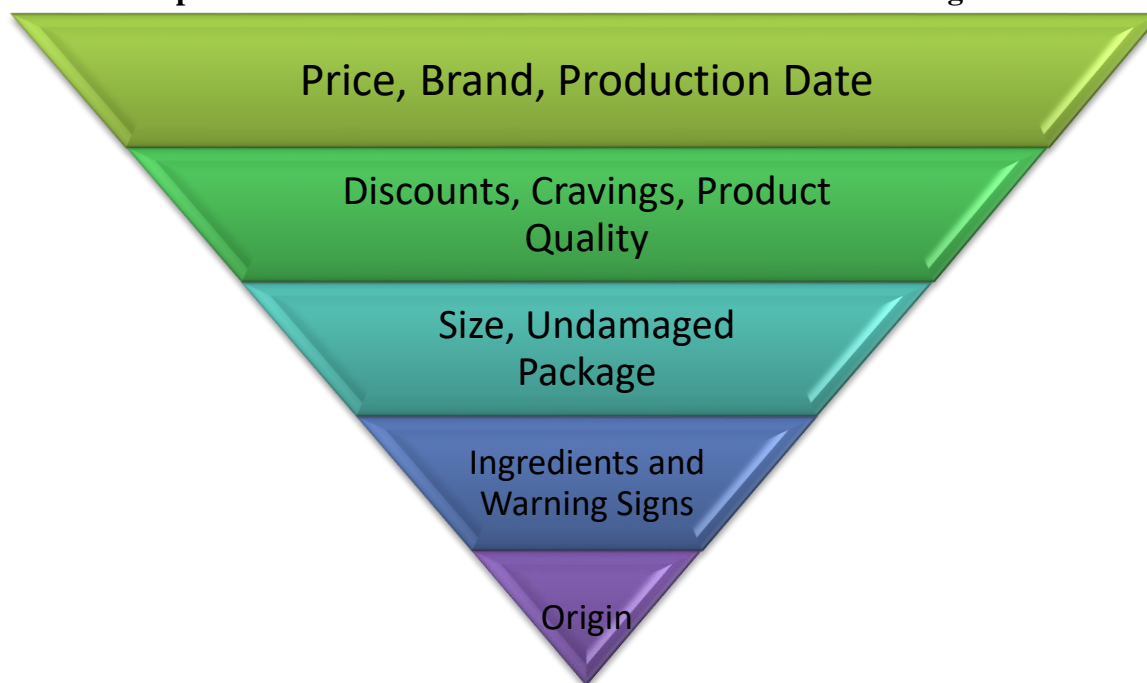 Price, Brand, Production Date
Discounts, Cravings, Product
Quality
Size, Undamaged
Package
Ingredients and
Warning Signs
Origin